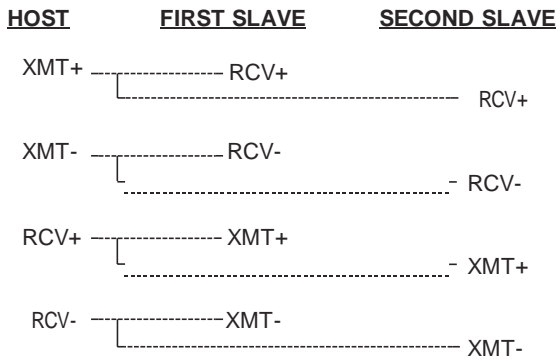 HOST FIRST SLAVE SECOND SLAVE
XMT+ RCV+
RCV+
XMT- RCV-
RCV-
RCV+ XMT+
XMT+
RCV- XMT-
XMT-